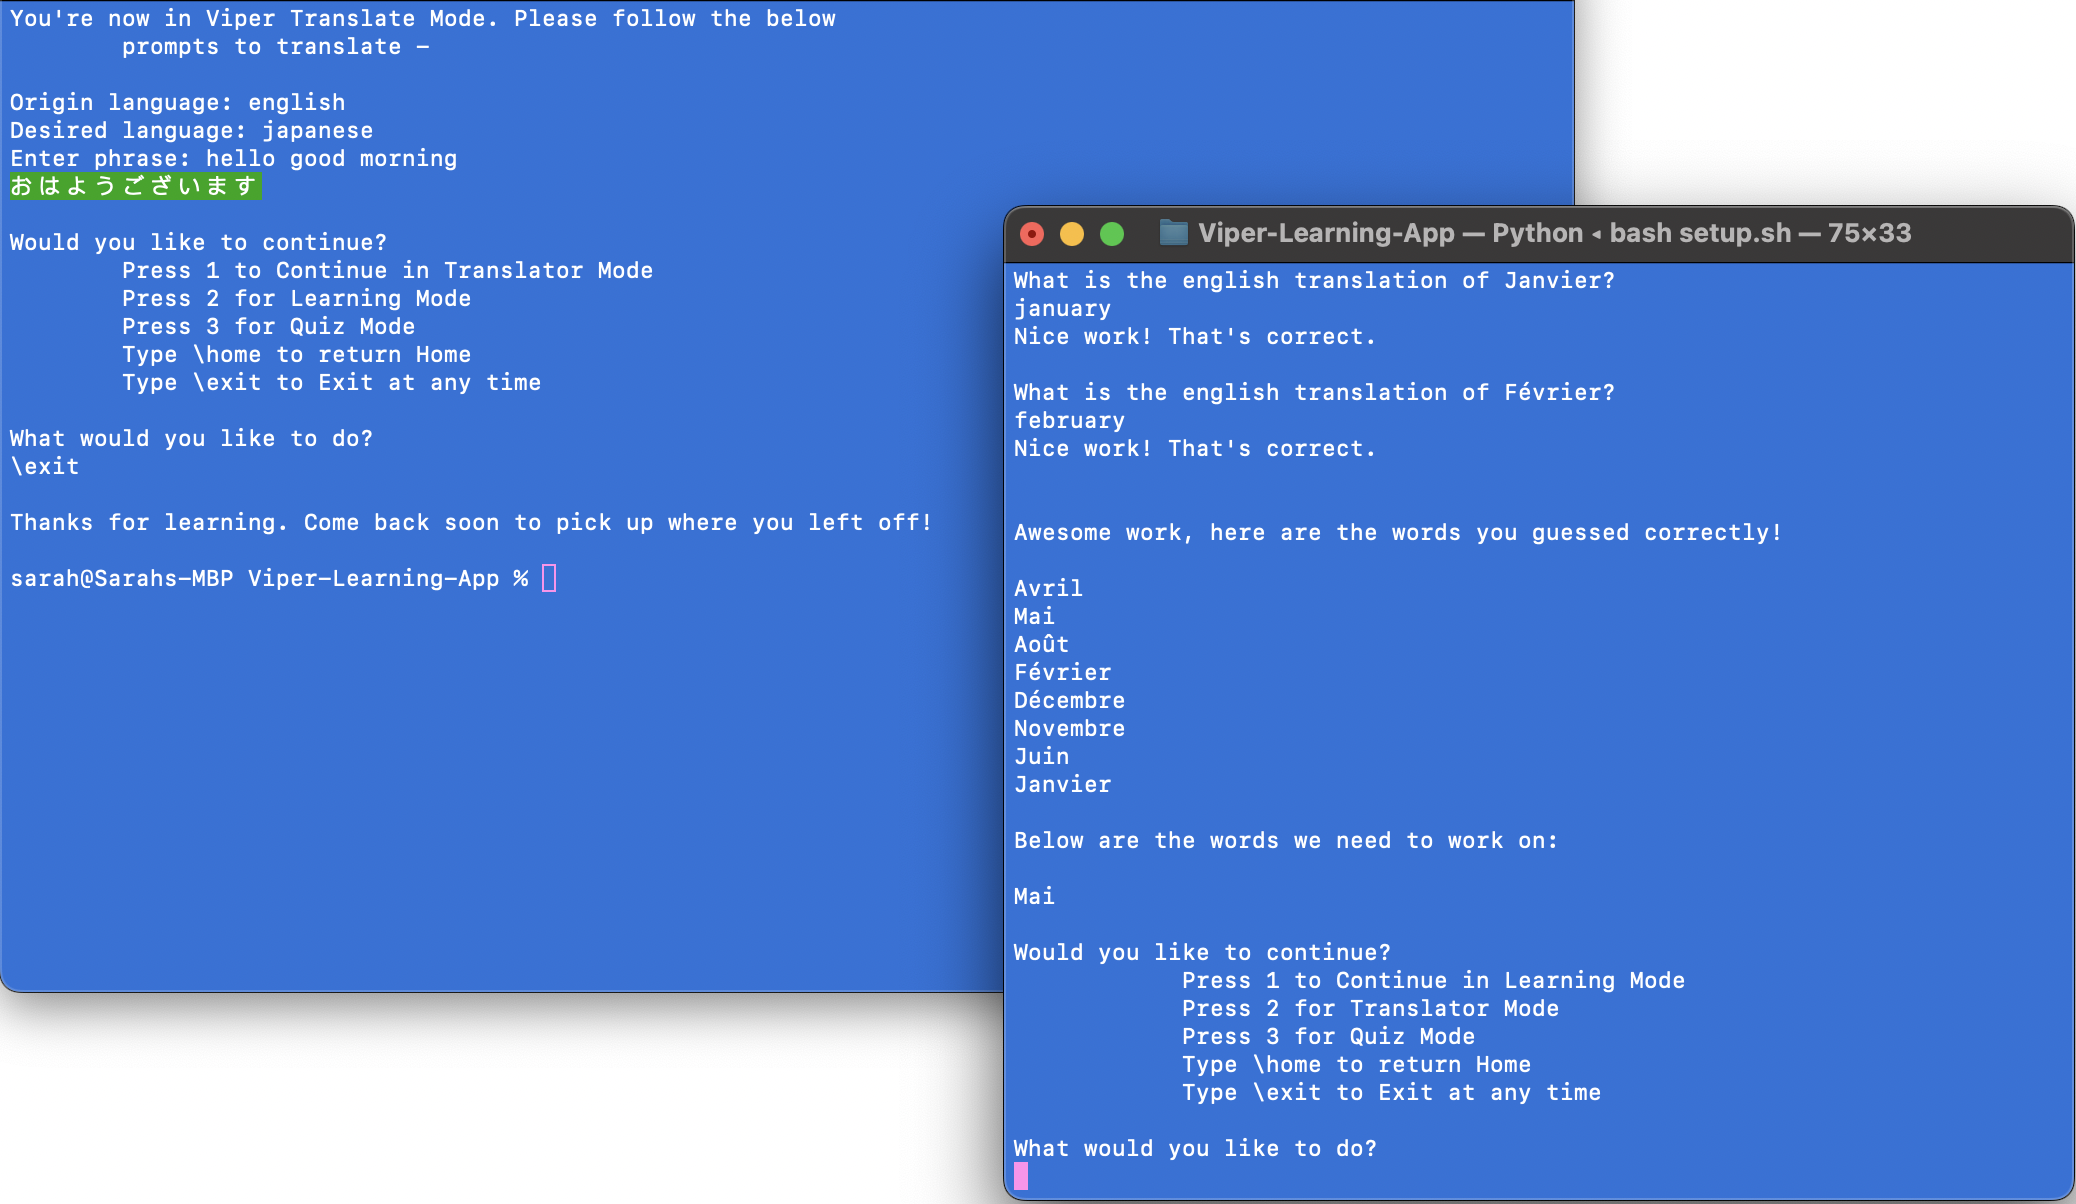 You're now in Viper Translate Mode. Please follow the below
prompts to translate -
Origin language: english
Desired language: japanese
Enter phrase: hello good morning
おはようございます
Would you like to continue?
Press 1 to Continue in Translator Mode
Press 2 for Learning Mode
Press 3 for Quiz Mode
Type \home to return Home
Type \exit to Exit at any time
What would you like to do?
\exit
Thanks for learning. Come back soon to pick up where you left off!
sarah@Sarahs-MBP Viper-Learning-App %
Viper-Learning-App — Python ◂ bash setup.sh — 75×33
What is the english translation of Janvier?
january
Nice work! That's correct.
What is the english translation of Février?
february
Nice work! That's correct.
Awesome work, here are the words you guessed correctly!
Avril
Mai
Août
Février
Décembre
Novembre
Juin
Janvier
Below are the words we need to work on:
Mai
Would you like to continue?
Press 1 to Continue in Learning Mode
Press 2 for Translator Mode
Press 3 for Quiz Mode
Type \home to return Home
Type \exit to Exit at any time
What would you like to do?